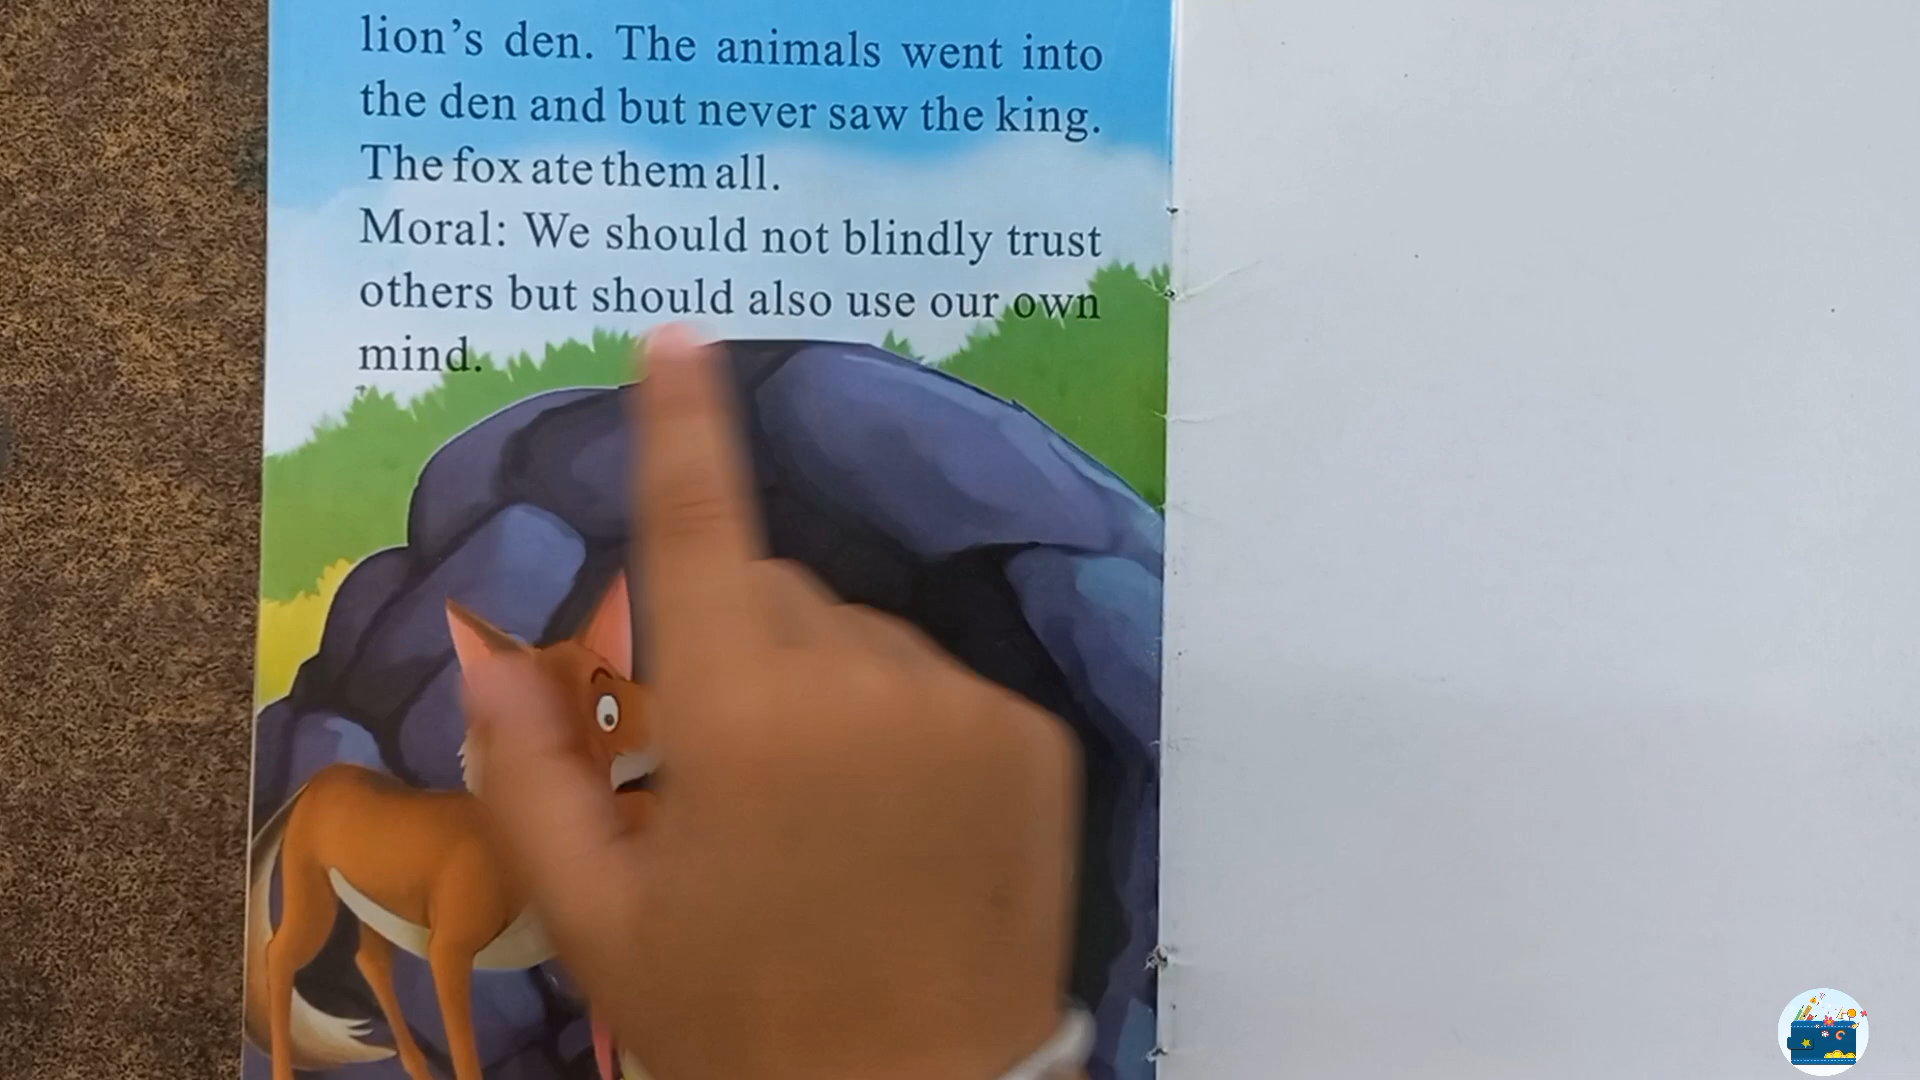 lion's den. The animals went into
the den and but never saw the king.
The fox ate them all.
Moral: We should not blindly trust
others but should also use our own
mind.